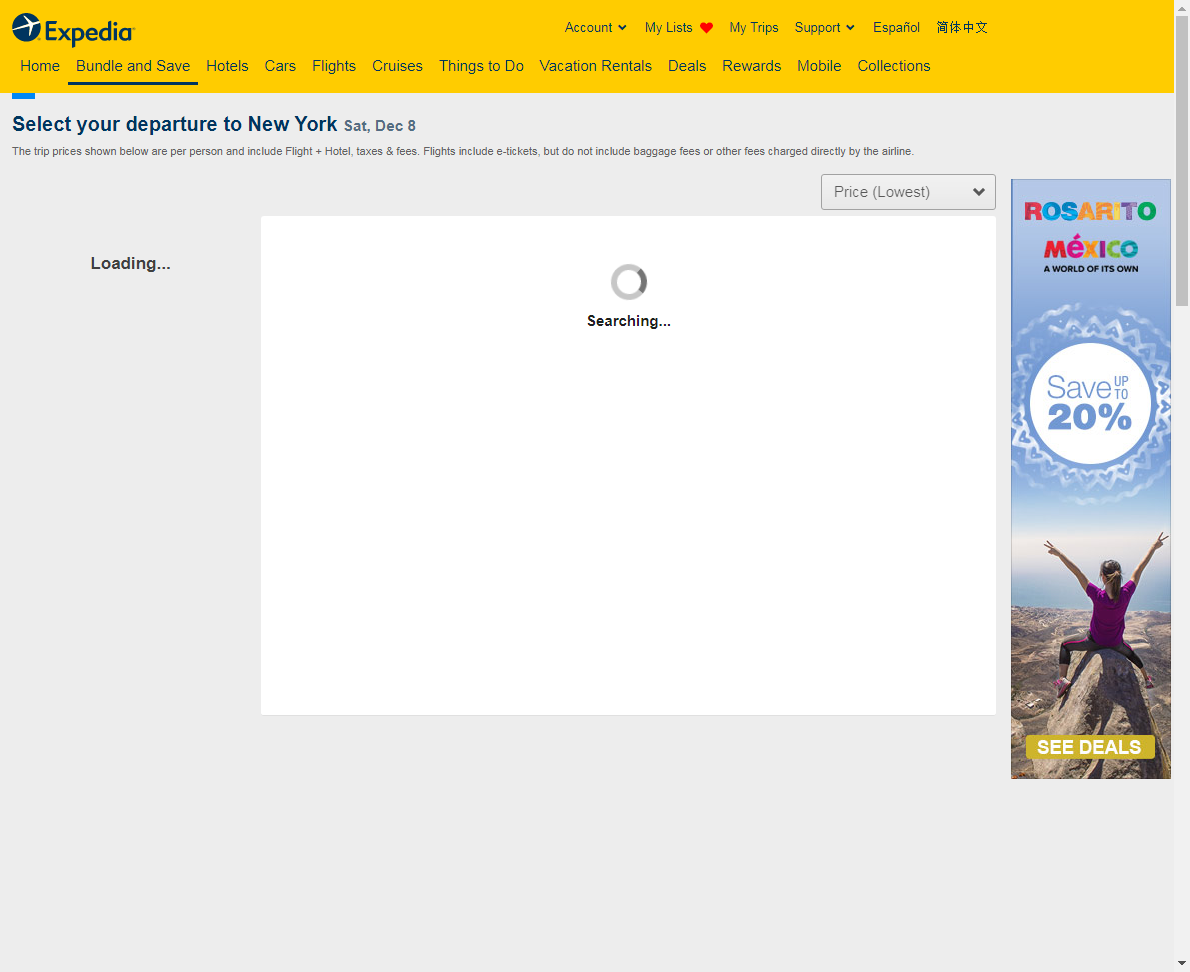 Expedia
Account My Lists My Trips Support Español 简体中文
Home Bundle and Save Hotels Cars Flights Cruises Things to Do Vacation Rentals Deals Rewards Mobile Collections
Select your departure to New York Sat, Dec 8
The trip prices shown below are per person and include Flight + Hotel, taxes & fees. Flights include e-tickets, but do not include baggage fees or other fees charged directly by the airline.
Price (Lowest)
Loading...
Searching...
ROSARITO
MéXICO
A WORLD OF ITS OWN
Save UP TO
20%
SEE DEALS